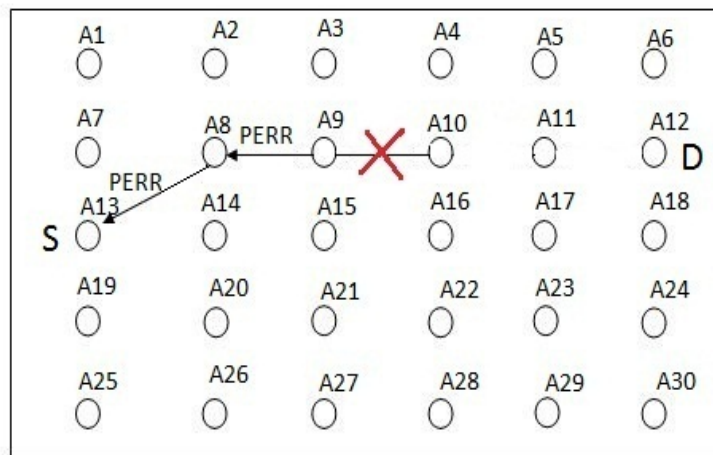 A1 A2 A3 A4 A5 A6
A7 A8 PERR A9 A10 A11 A12 D
PERR
S A13 A14 A15 A16 A17 A18
A19 A20 A21 A22 A23 A24
A25 A26 A27 A28 A29 A30